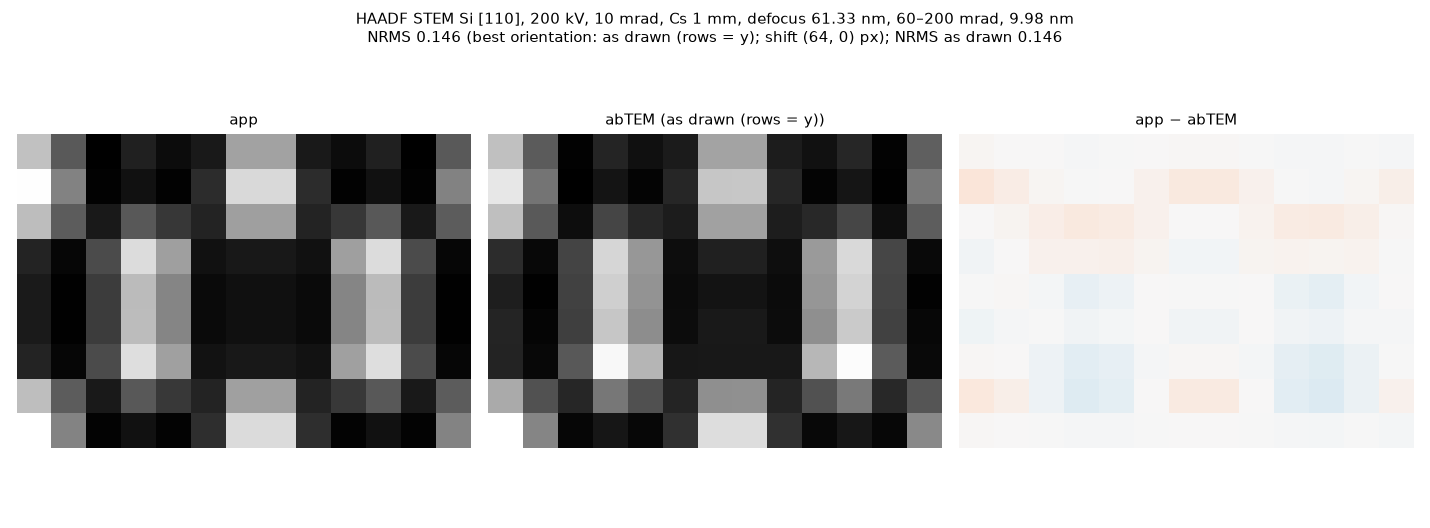 HAADF STEM Si [110], 200 kV, 10 mrad, Cs 1 mm, defocus 61.33 nm, 60–200 mrad, 9.98 nm
NRMS 0.146 (best orientation: as drawn (rows = y); shift (64, 0) px); NRMS as drawn 0.146
app
abTEM (as drawn (rows = y))
app − abTEM